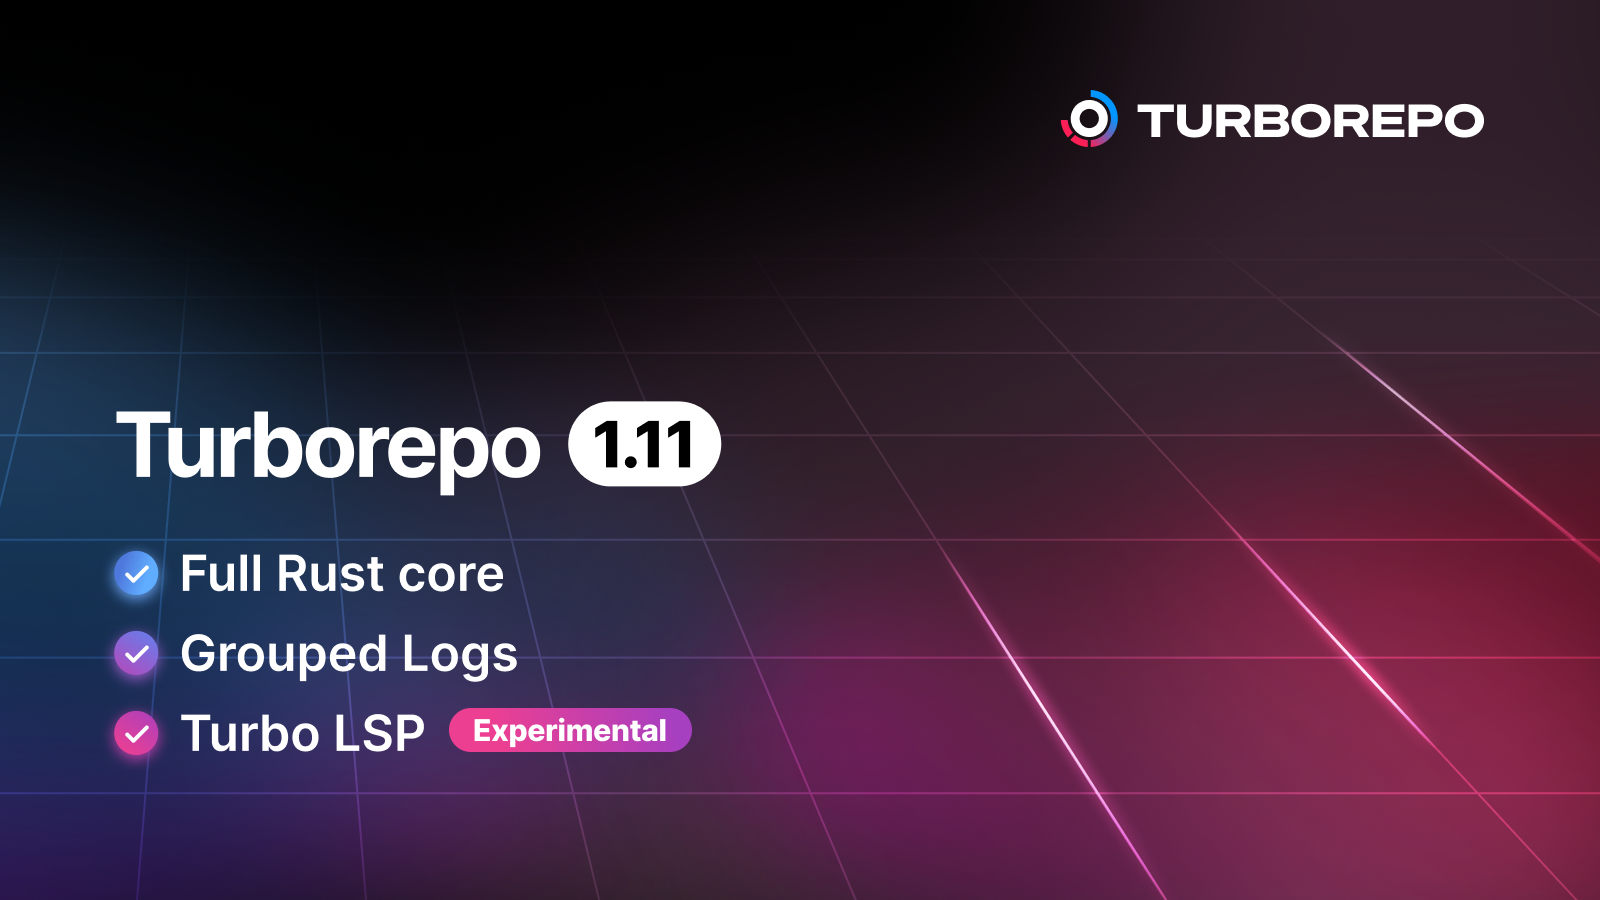 TURBOREPO
Turborepo 1.11
Full Rust core
Grouped Logs
Turbo LSP Experimental